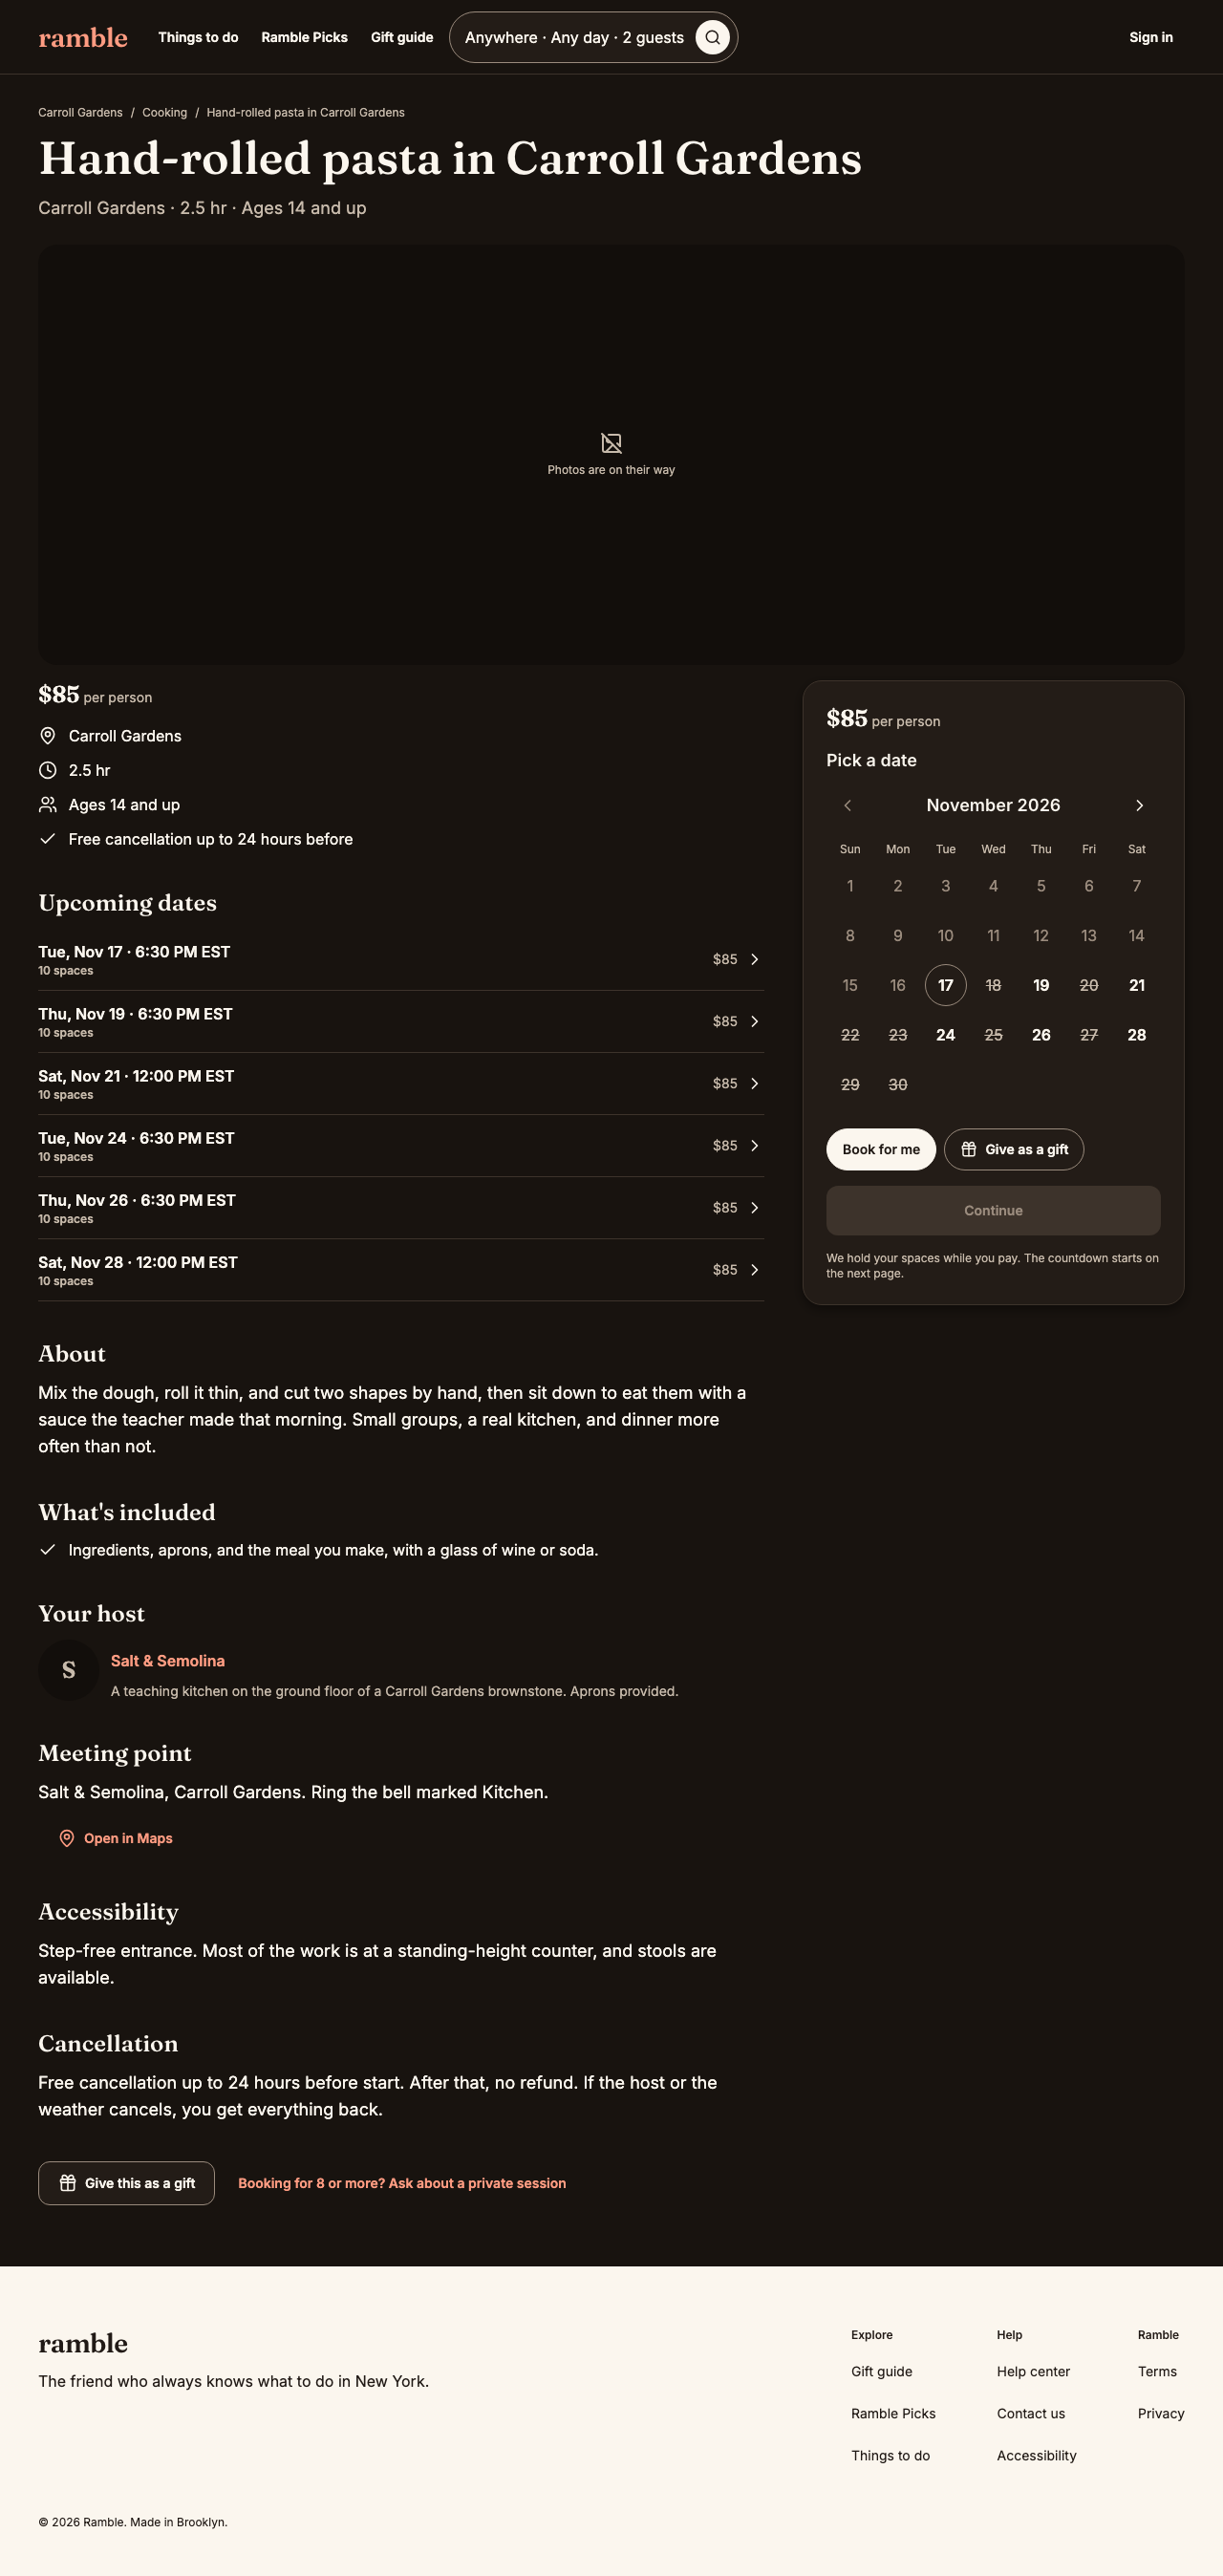 ramble
Things to do
Ramble Picks
Gift guide
Anywhere · Any day · 2 guests
Sign in
Carroll Gardens / Cooking / Hand-rolled pasta in Carroll Gardens
Hand-rolled pasta in Carroll Gardens
Carroll Gardens · 2.5 hr · Ages 14 and up
Photos are on their way
$85 per person
Carroll Gardens
2.5 hr
Ages 14 and up
Free cancellation up to 24 hours before
Upcoming dates
Tue, Nov 17 · 6:30 PM EST
10 spaces
$85
Thu, Nov 19 · 6:30 PM EST
10 spaces
$85
Sat, Nov 21 · 12:00 PM EST
10 spaces
$85
Tue, Nov 24 · 6:30 PM EST
10 spaces
$85
Thu, Nov 26 · 6:30 PM EST
10 spaces
$85
Sat, Nov 28 · 12:00 PM EST
10 spaces
$85
$85 per person
Pick a date
November 2026
Sun Mon Tue Wed Thu Fri Sat
1 2 3 4 5 6 7
8 9 10 11 12 13 14
15 16 17 18 19 20 21
22 23 24 25 26 27 28
29 30
Book for me
Give as a gift
Continue
We hold your spaces while you pay. The countdown starts on
the next page.
About
Mix the dough, roll it thin, and cut two shapes by hand, then sit down to eat them with a
sauce the teacher made that morning. Small groups, a real kitchen, and dinner more
often than not.
What's included
Ingredients, aprons, and the meal you make, with a glass of wine or soda.
Your host
S
Salt & Semolina
A teaching kitchen on the ground floor of a Carroll Gardens brownstone. Aprons provided.
Meeting point
Salt & Semolina, Carroll Gardens. Ring the bell marked Kitchen.
Open in Maps
Accessibility
Step-free entrance. Most of the work is at a standing-height counter, and stools are
available.
Cancellation
Free cancellation up to 24 hours before start. After that, no refund. If the host or the
weather cancels, you get everything back.
Give this as a gift
Booking for 8 or more? Ask about a private session
ramble
The friend who always knows what to do in New York.
Explore
Gift guide
Ramble Picks
Things to do
Help
Help center
Contact us
Accessibility
Ramble
Terms
Privacy
© 2026 Ramble. Made in Brooklyn.